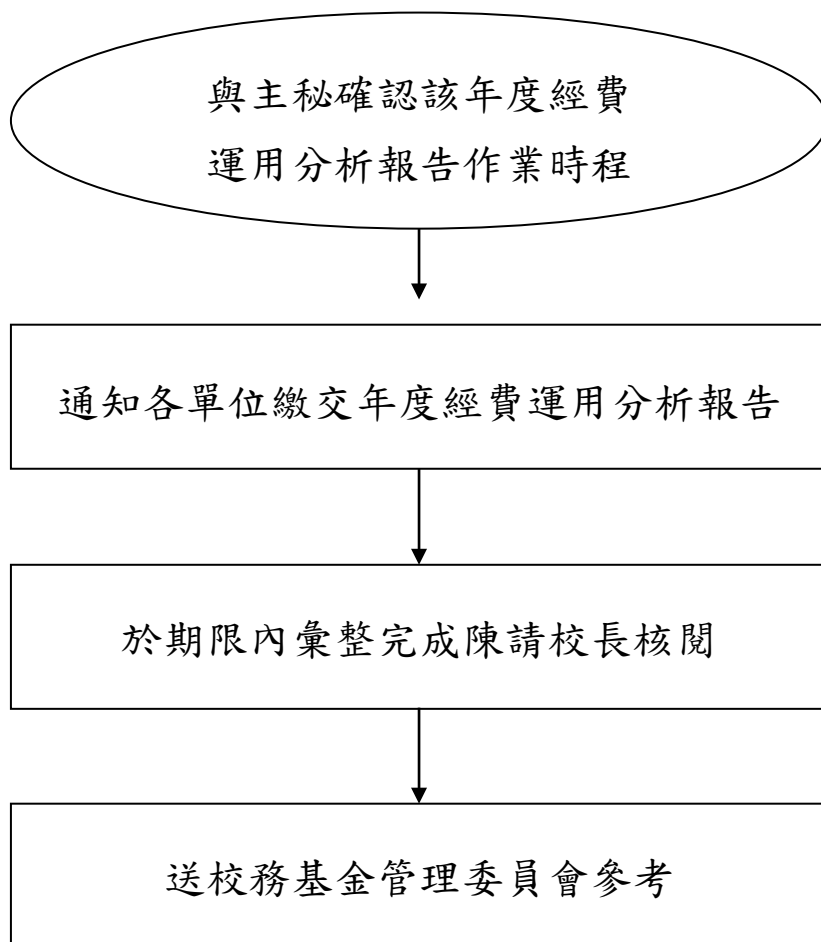 與主秘確認該年度經費
運用分析報告作業時程
通知各單位繳交年度經費運用分析報告
於期限內彙整完成陳請校長核閱
送校務基金管理委員會參考